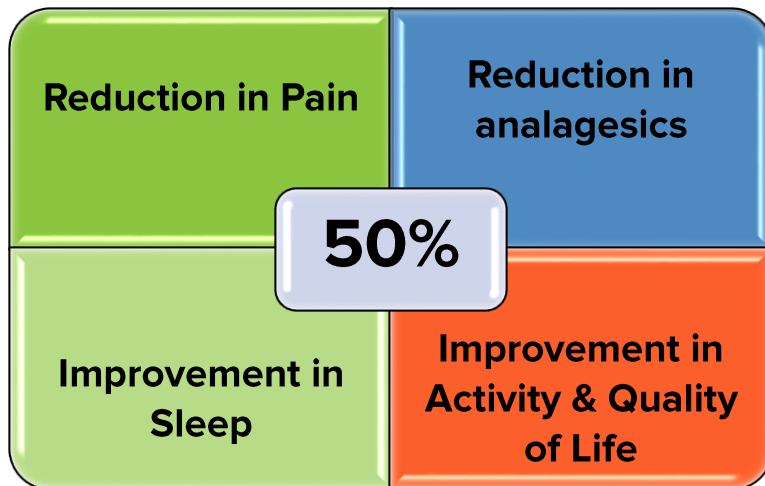 Reduction in Pain
Reduction in
analagesics
50%
Improvement in
Sleep
Improvement in
Activity & Quality
of Life